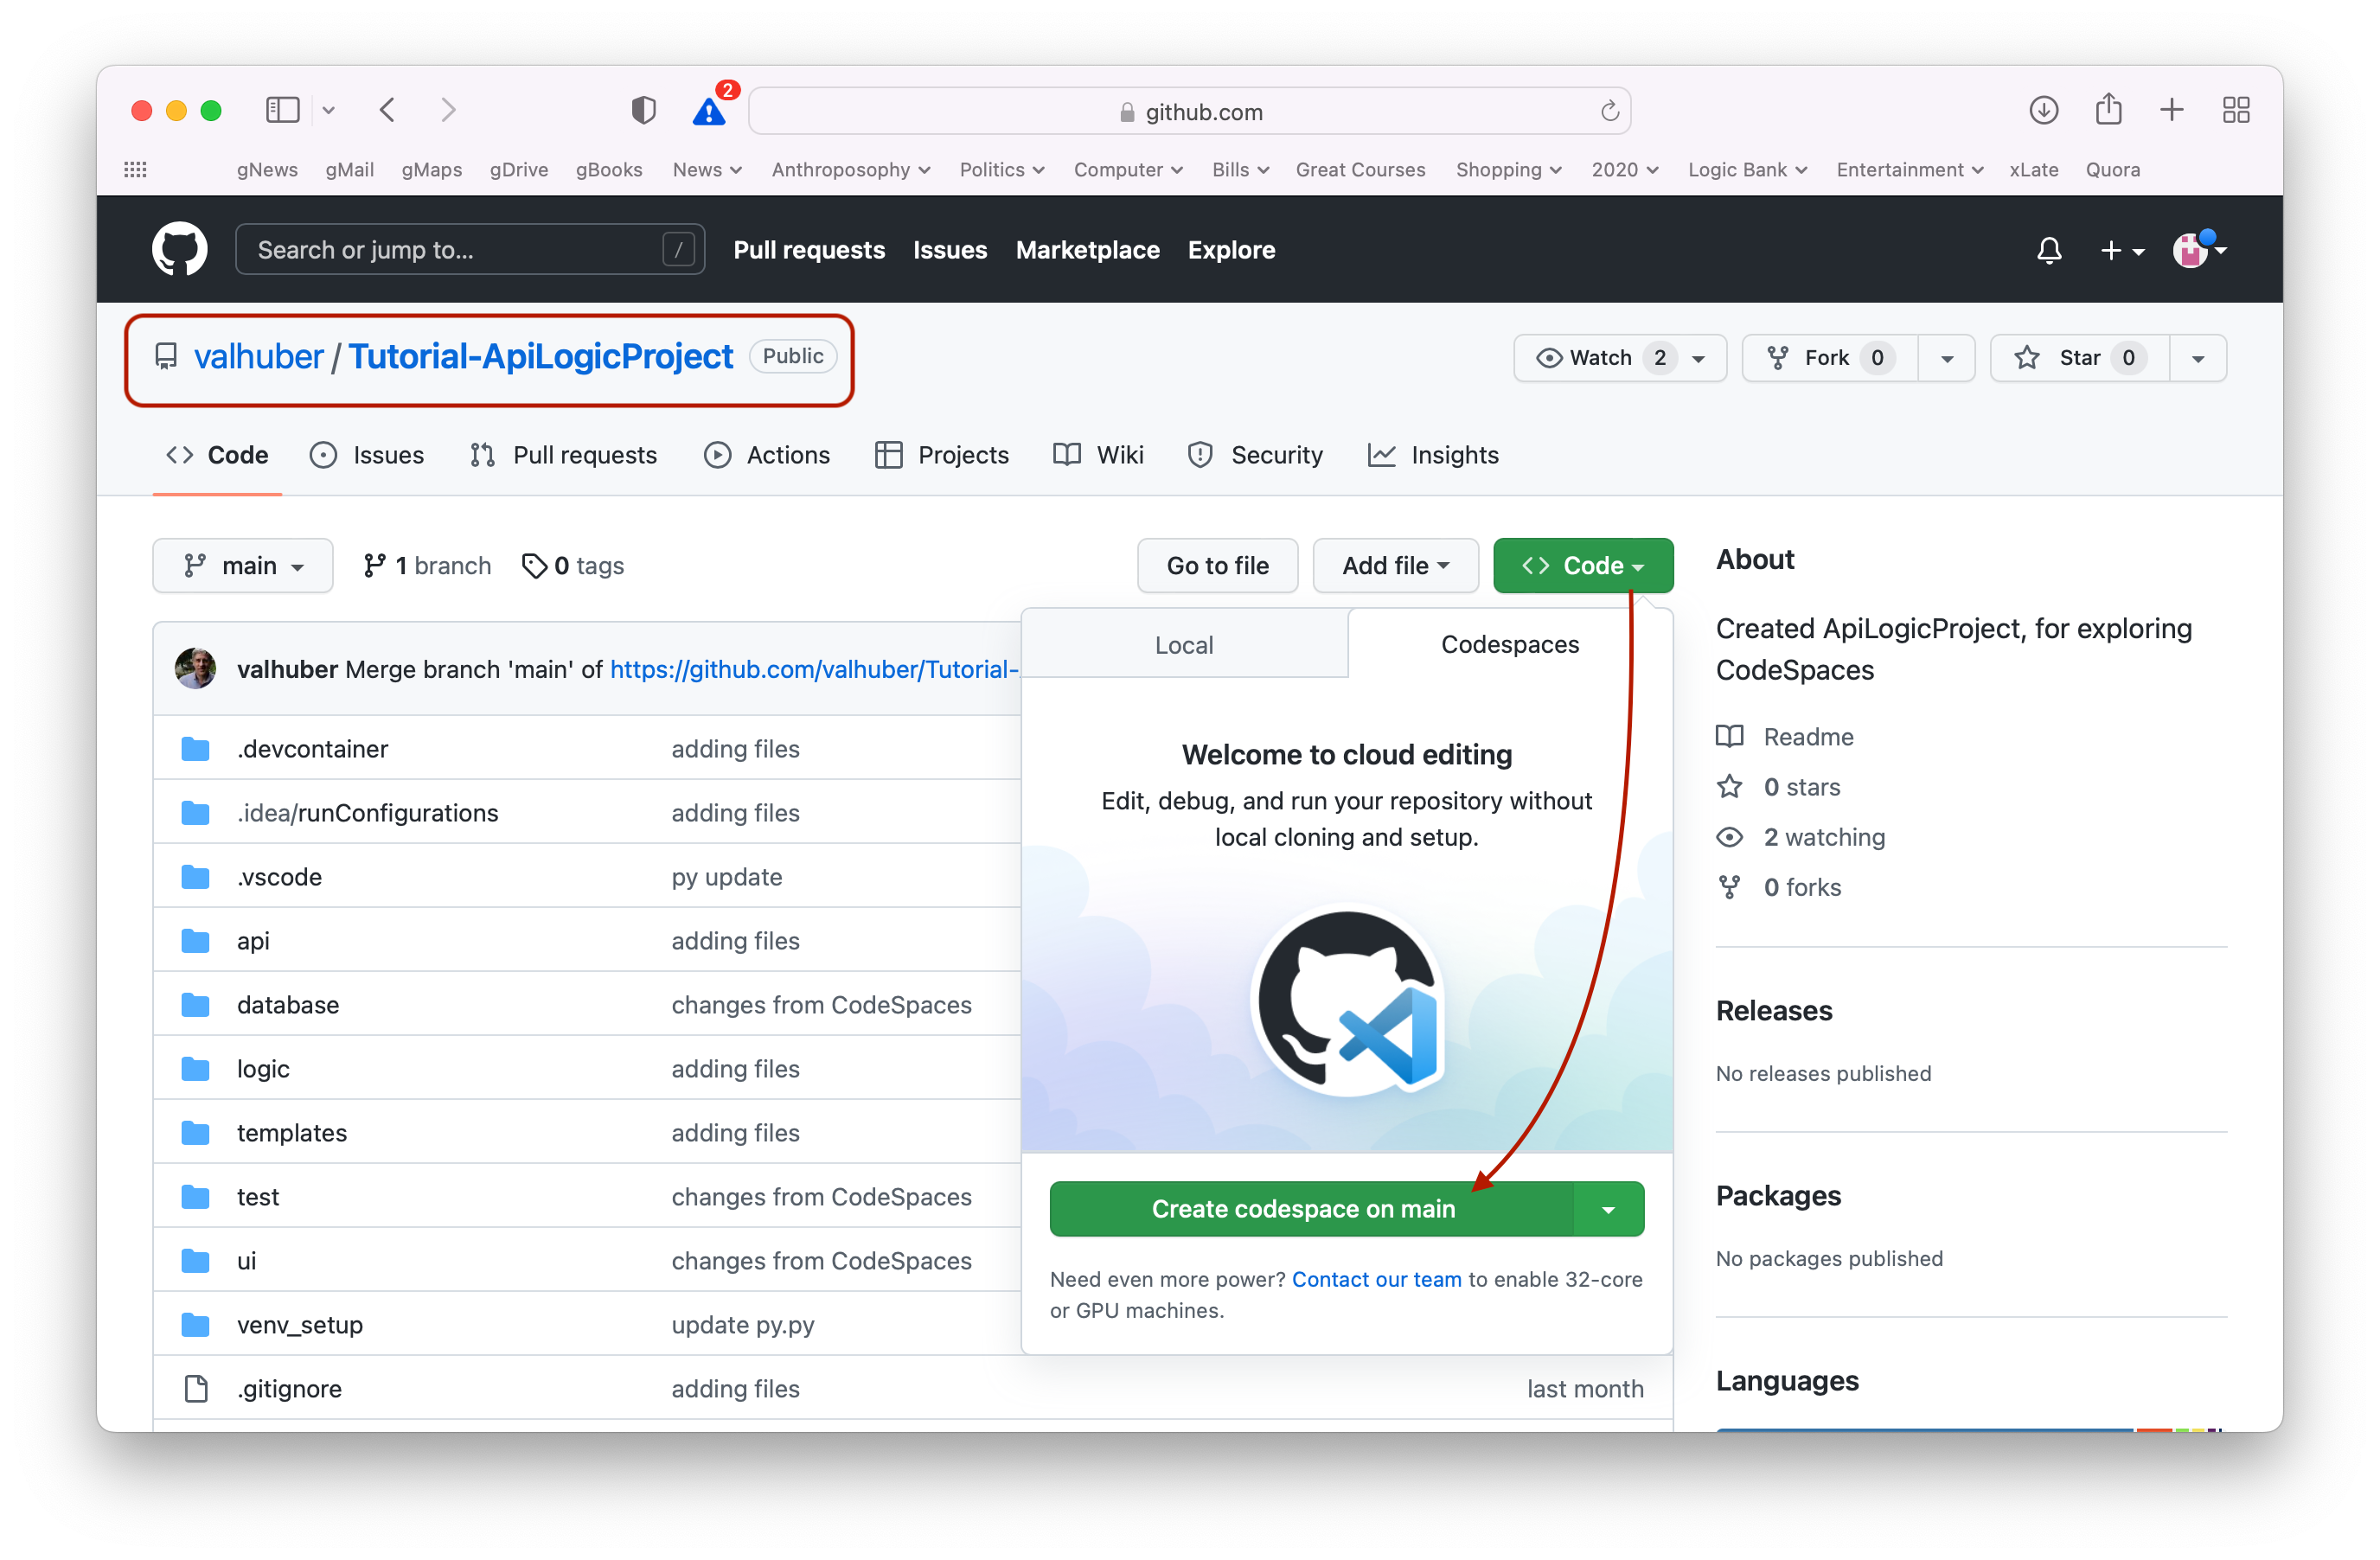 2
github.com
gNews gMail gMaps gDrive gBooks News Anthroposophy Politics Computer Bills Great Courses Shopping 2020 Logic Bank Entertainment xLate Quora
Search or jump to... / Pull requests Issues Marketplace Explore
valhuber / Tutorial-ApiLogicProject Public Watch 2 Fork 0 Star 0
Code Issues Pull requests Actions Projects Wiki Security Insights
main 1 branch 0 tags Go to file Add file Code
Local Codespaces
valhuber Merge branch 'main' of https://github.com/valhuber/Tutorial-
.devcontainer adding files
.idea/runConfigurations adding files
.vscode py update
api adding files
database changes from CodeSpaces
logic adding files
templates adding files
test changes from CodeSpaces
ui changes from CodeSpaces
venv_setup update py.py
.gitignore adding files last month
Welcome to cloud editing
Edit, debug, and run your repository without
local cloning and setup.
Create codespace on main
Need even more power? Contact our team to enable 32-core
or GPU machines.
About
Created ApiLogicProject, for exploring
CodeSpaces
Readme
0 stars
2 watching
0 forks
Releases
No releases published
Packages
No packages published
Languages